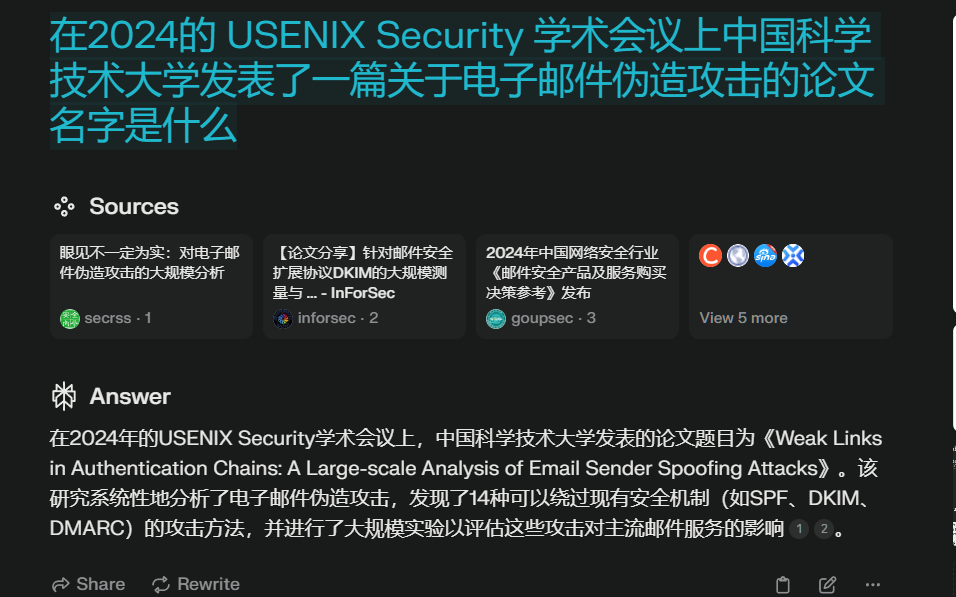 在2024的 USENIX Security 学术会议上中国科学
技术大学发表了一篇关于电子邮件伪造攻击的论文
名字是什么
Sources
眼见不一定为实：对电子邮
件伪造攻击的大规模分析
secrss · 1
【论文分享】针对邮件安全
扩展协议DKIM的大规模测
量与 ... - InForSec
inforsec · 2
2024年中国网络安全行业
《邮件安全产品及服务购买
决策参考》发布
goupsec · 3
View 5 more
Answer
在2024年的USENIX Security学术会议上，中国科学技术大学发表的论文题目为《Weak Links
in Authentication Chains: A Large-scale Analysis of Email Sender Spoofing Attacks》。该
研究系统性地分析了电子邮件伪造攻击，发现了14种可以绕过现有安全机制（如SPF、DKIM、
DMARC）的攻击方法，并进行了大规模实验以评估这些攻击对主流邮件服务的影响 1 2 。
Share Rewrite